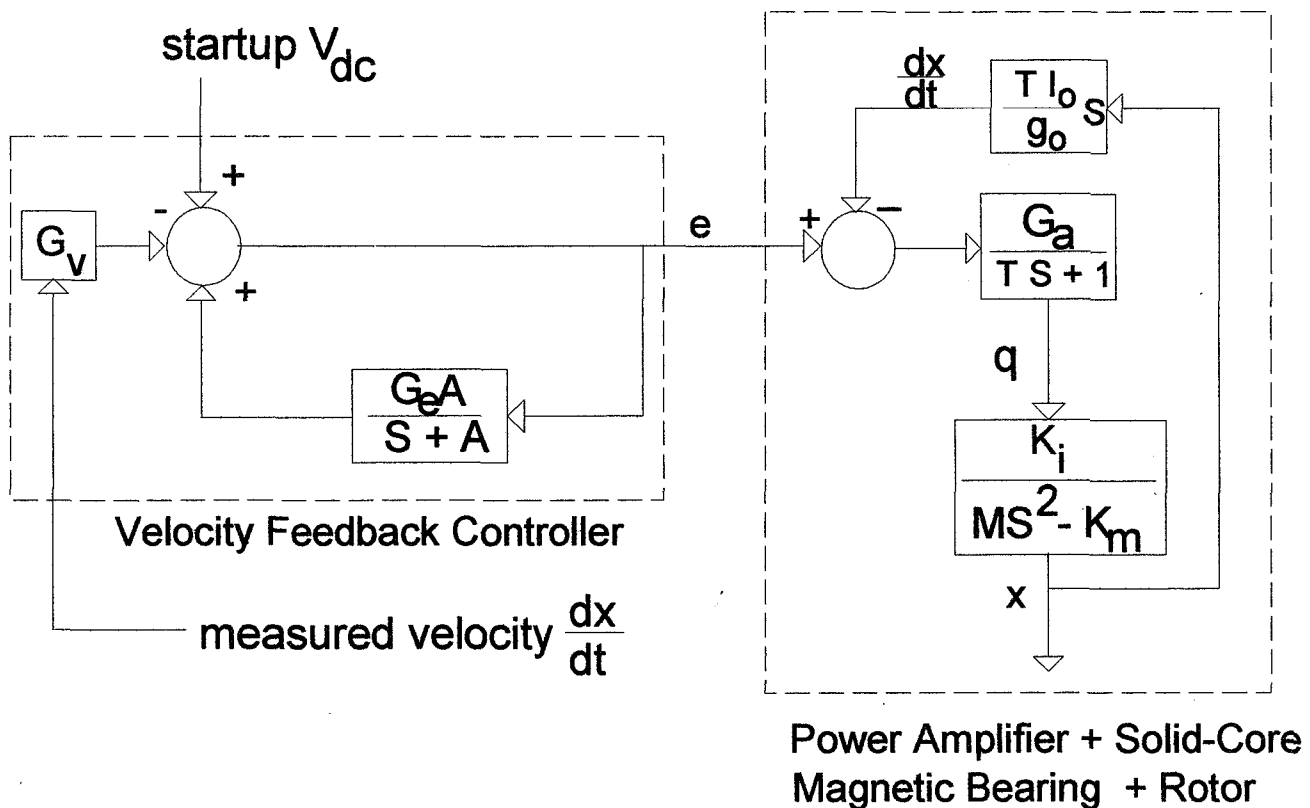 startup V_dc
+
-
G_v
+
G_e A
S + A
e
Velocity Feedback Controller
measured velocity dx
dt
dx
dt
T I_o
g_o
S
+
–
G_a
T S + 1
q
K_i
MS^2 - K_m
x
Power Amplifier + Solid-Core
Magnetic Bearing + Rotor